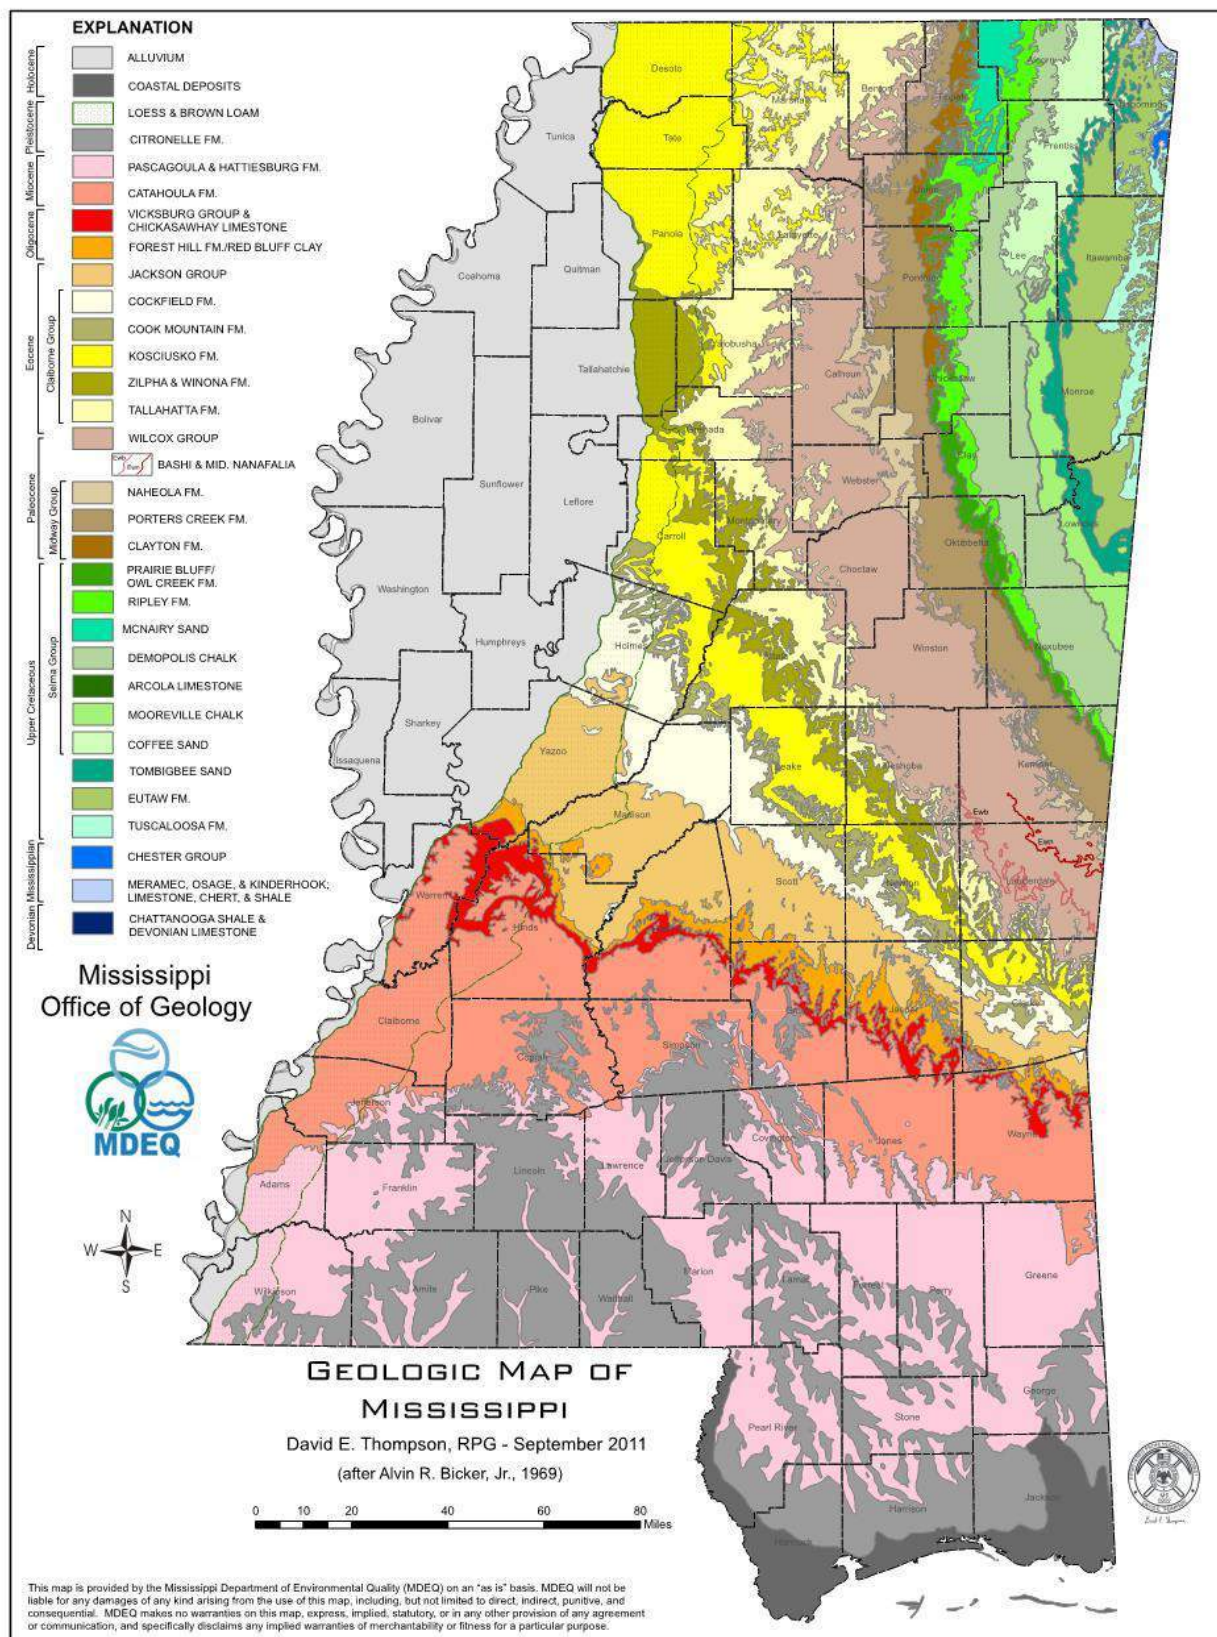 EXPLANATION
Holocene
Pleistocene
Miocene
Oligocene
Eocene
Claiborne Group
Paleocene
Midway Group
Upper Cretaceous
Selma Group
Mississippian
Devonian
ALLUVIUM
COASTAL DEPOSITS
LOESS & BROWN LOAM
CITRONELLE FM.
PASCAGOULA & HATTIESBURG FM.
CATAHOULA FM.
VICKSBURG GROUP &
CHICKASAWHAY LIMESTONE
FOREST HILL FM./RED BLUFF CLAY
JACKSON GROUP
COCKFIELD FM.
COOK MOUNTAIN FM.
KOSCIUSKO FM.
ZILPHA & WINONA FM.
TALLAHATTA FM.
WILCOX GROUP
Ewb
Ewn
BASHI & MID. NANAFALIA
NAHEOLA FM.
PORTERS CREEK FM.
CLAYTON FM.
PRAIRIE BLUFF/
OWL CREEK FM.
RIPLEY FM.
MCNAIRY SAND
DEMOPOLIS CHALK
ARCOLA LIMESTONE
MOOREVILLE CHALK
COFFEE SAND
TOMBIGBEE SAND
EUTAW FM.
TUSCALOOSA FM.
CHESTER GROUP
MERAMEC, OSAGE, & KINDERHOOK;
LIMESTONE, CHERT, & SHALE
CHATTANOOGA SHALE &
DEVONIAN LIMESTONE
Mississippi
Office of Geology
MDEQ
N
W E
S
Desoto
Marshall
Benton
Tunica
Tate
Prentiss
Union
Panola
Lafayette
Lee
Itawamba
Pontotoc
Coahoma
Quitman
Yalobusha
Tallahatchie
Calhoun
Chickasaw
Monroe
Bolivar
Grenada
Clay
Sunflower
Leflore
Webster
Montgomery
Lowndes
Carroll
Oktibbeha
Choctaw
Washington
Humphreys
Holmes
Winston
Noxubee
Sharkey
Issaquena
Yazoo
Leake
Neshoba
Kemper
Madison
Ewb
Ewn
Scott
Newton
Lauderdale
Warren
Hinds
Clarke
Jasper
Claiborne
Simpson
Copiah
Jefferson
Wayne
Covington
Jones
Lincoln
Lawrence
Jefferson Davis
Adams
Franklin
Marion
Lamar
Forrest
Perry
Greene
Wilkinson
Amite
Pike
Walthall
George
Stone
Pearl River
Jackson
Harrison
Hancock
GEOLOGIC MAP OF
MISSISSIPPI
David E. Thompson, RPG - September 2011
(after Alvin R. Bicker, Jr., 1969)
0 10 20 40 60 80
Miles
This map is provided by the Mississippi Department of Environmental Quality (MDEQ) on an "as is" basis. MDEQ will not be
liable for any damages of any kind arising from the use of this map, including, but not limited to direct, indirect, punitive, and
consequential. MDEQ makes no warranties on this map, express, implied, statutory, or in any other provision of any agreement
or communication, and specifically disclaims any implied warranties of merchantability or fitness for a particular purpose.